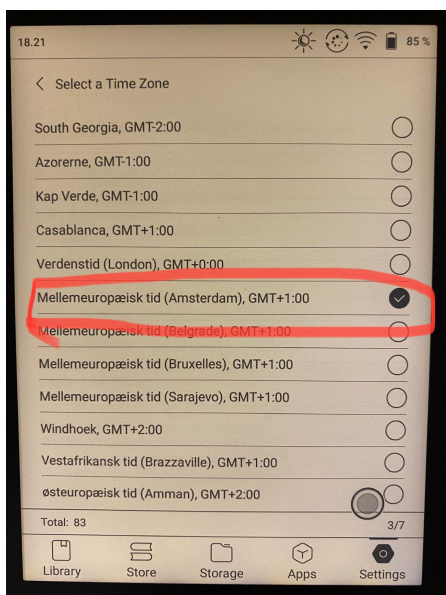 18.21 85 %
Select a Time Zone
South Georgia, GMT-2:00
Azorerne, GMT-1:00
Kap Verde, GMT-1:00
Casablanca, GMT+1:00
Verdenstid (London), GMT+0:00
Mellemeuropæisk tid (Amsterdam), GMT+1:00
Mellemeuropæisk tid (Belgrade), GMT+1:00
Mellemeuropæisk tid (Bruxelles), GMT+1:00
Mellemeuropæisk tid (Sarajevo), GMT+1:00
Windhoek, GMT+2:00
Vestafrikansk tid (Brazzaville), GMT+1:00
østeuropæisk tid (Amman), GMT+2:00
Total: 83 3/7
Library Store Storage Apps Settings